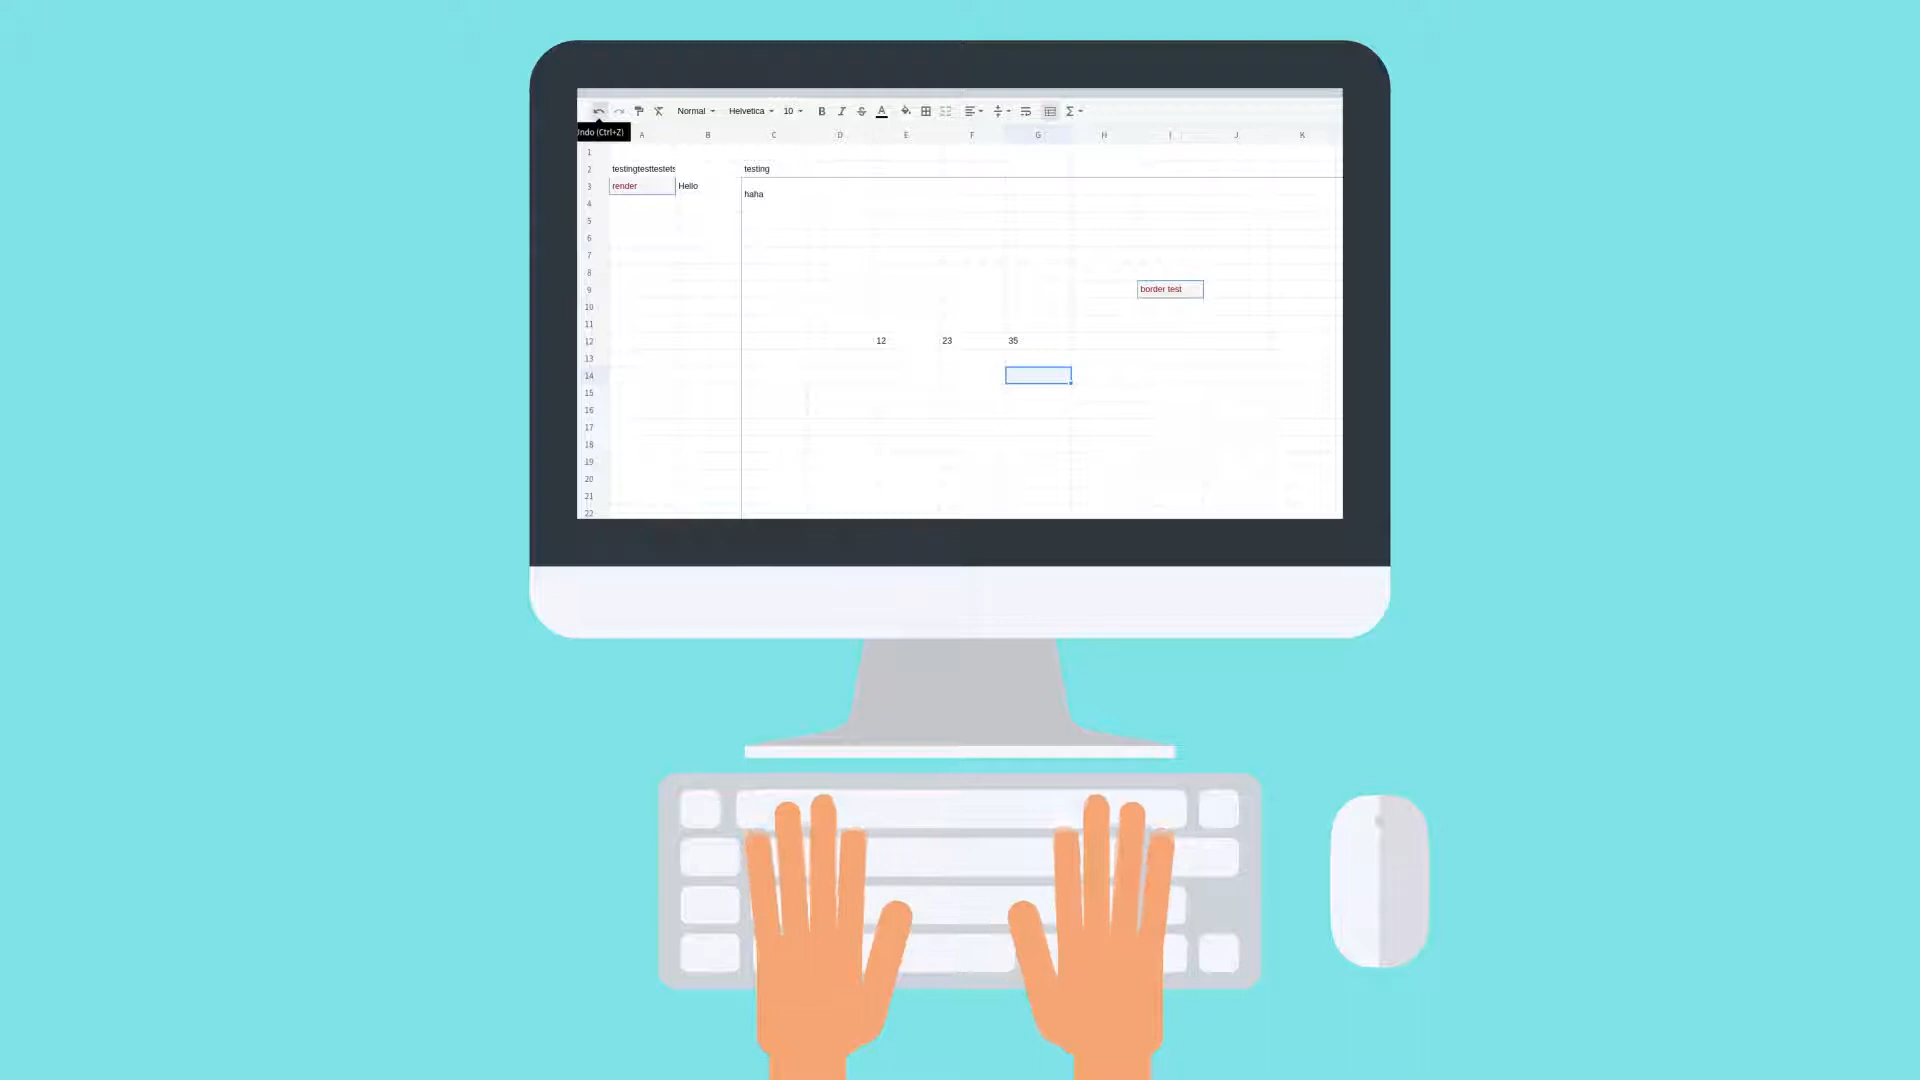 Normal Helvetica 10 B I S A Σ
Undo (Ctrl+Z)
A B C D E F G H I J K
1
2 testingtesttestets testing
3 render Hello
haha
4
5
6
7
8
9 border test
10
11
12 12 23 35
13
14
15
16
17
18
19
20
21
22